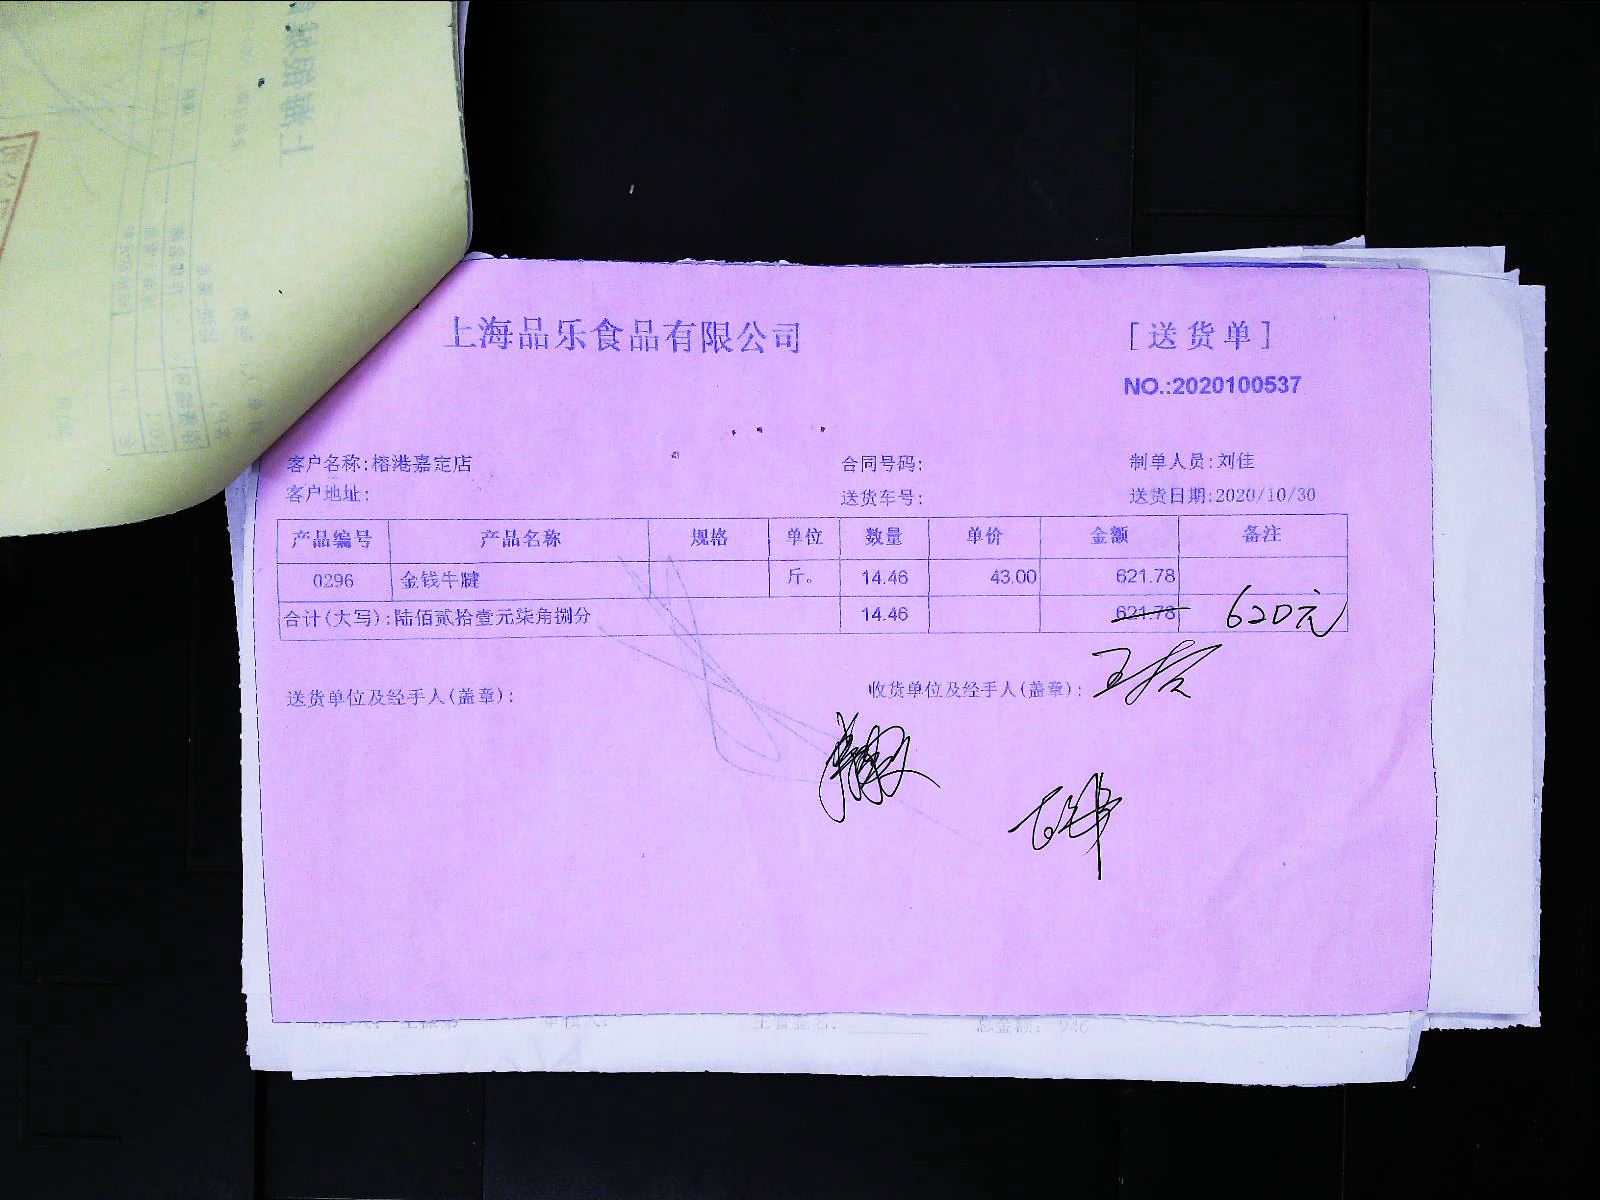 上海品乐食品有限公司
[送货单]
NO.:2020100537
客户名称:榕港嘉定店 合同号码: 制单人员:刘佳
客户地址: 送货车号: 送货日期:2020/10/30
产品编号 产品名称 规格 单位 数量 单价 金额 备注
0296 金钱牛腱 斤。 14.46 43.00 621.78
合计(大写):陆佰贰拾壹元柒角捌分 14.46 621.78 620元
送货单位及经手人(盖章): 收货单位及经手人(盖章):